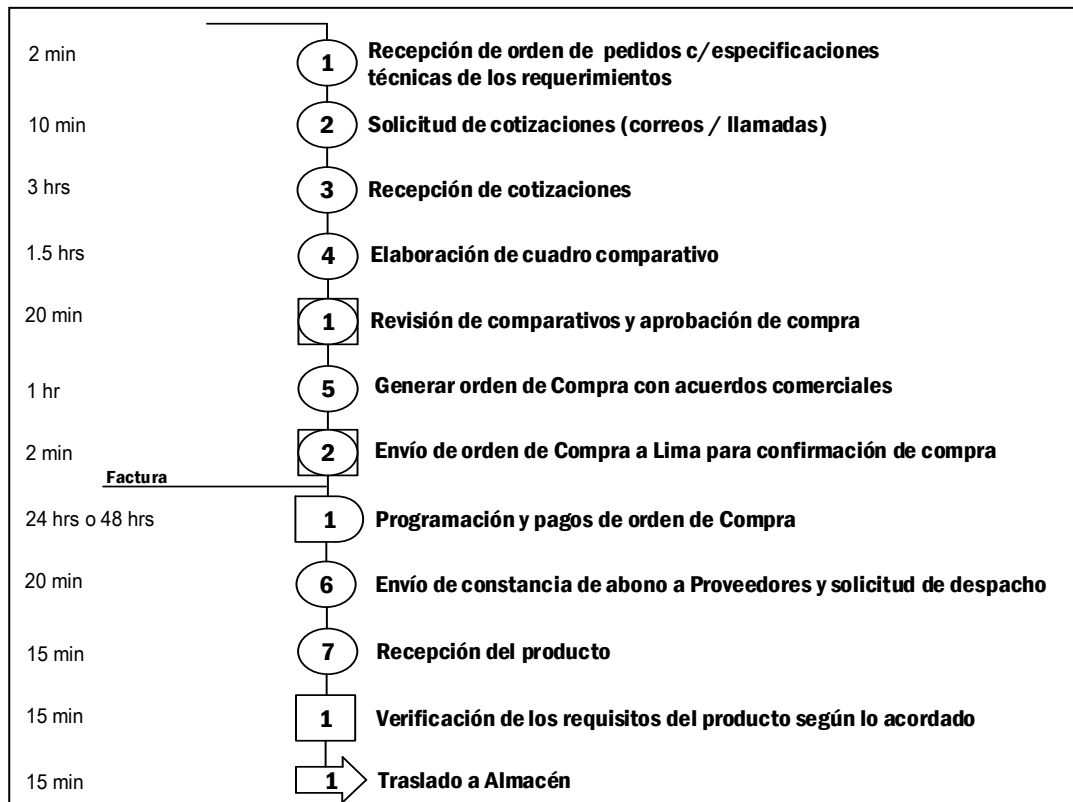 2 min 1 Recepción de orden de pedidos c/especificaciones
técnicas de los requerimientos
10 min 2 Solicitud de cotizaciones (correos / llamadas)
3 hrs 3 Recepción de cotizaciones
1.5 hrs 4 Elaboración de cuadro comparativo
20 min 1 Revisión de comparativos y aprobación de compra
1 hr 5 Generar orden de Compra con acuerdos comerciales
2 min 2 Envío de orden de Compra a Lima para confirmación de compra
Factura
24 hrs o 48 hrs 1 Programación y pagos de orden de Compra
20 min 6 Envío de constancia de abono a Proveedores y solicitud de despacho
15 min 7 Recepción del producto
15 min 1 Verificación de los requisitos del producto según lo acordado
15 min 1 Traslado a Almacén